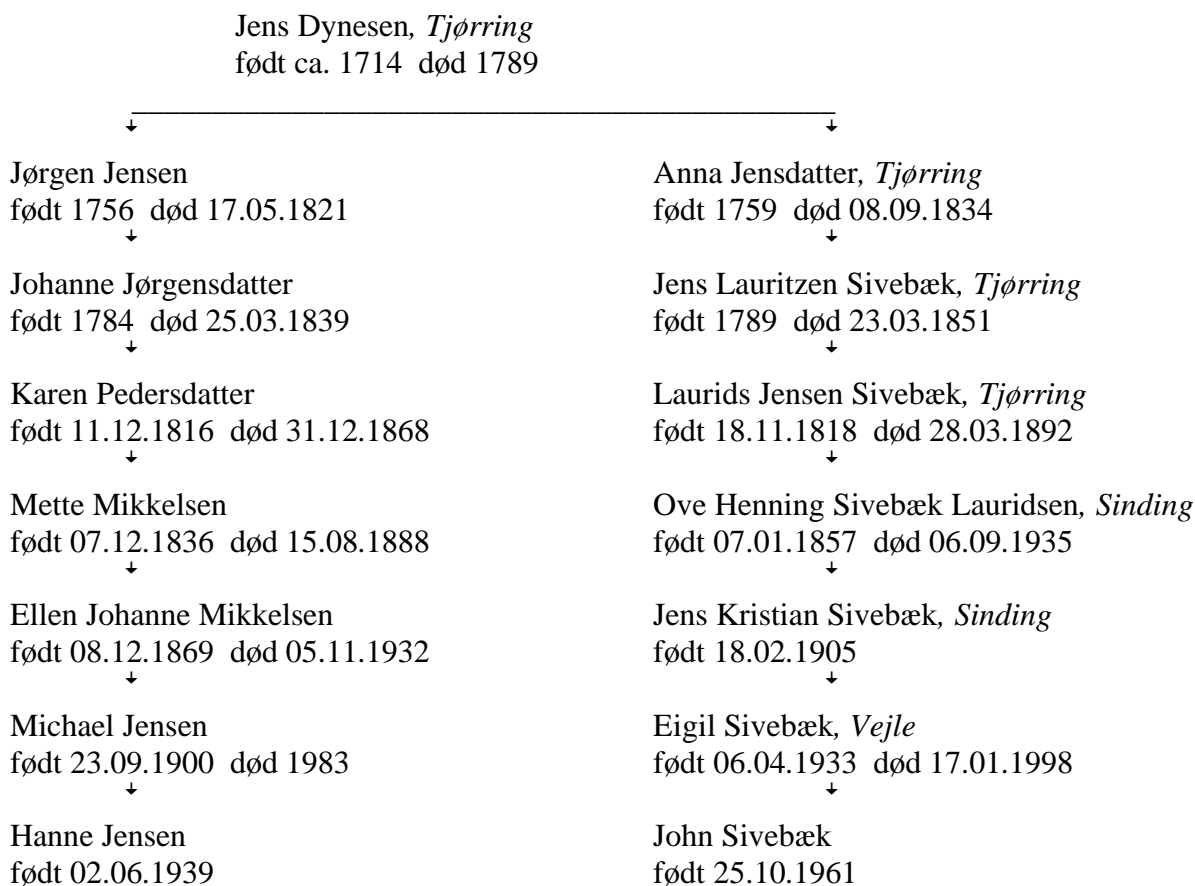 Jens Dynesen, Tjørring
født ca. 1714  død 1789
Jørgen Jensen
født 1756  død 17.05.1821
Anna Jensdatter, Tjørring
født 1759  død 08.09.1834
Johanne Jørgensdatter
født 1784  død 25.03.1839
Jens Lauritzen Sivebæk, Tjørring
født 1789  død 23.03.1851
Karen Pedersdatter
født 11.12.1816  død 31.12.1868
Laurids Jensen Sivebæk, Tjørring
født 18.11.1818  død 28.03.1892
Mette Mikkelsen
født 07.12.1836  død 15.08.1888
Ove Henning Sivebæk Lauridsen, Sinding
født 07.01.1857  død 06.09.1935
Ellen Johanne Mikkelsen
født 08.12.1869  død 05.11.1932
Jens Kristian Sivebæk, Sinding
født 18.02.1905
Michael Jensen
født 23.09.1900  død 1983
Eigil Sivebæk, Vejle
født 06.04.1933  død 17.01.1998
Hanne Jensen
født 02.06.1939
John Sivebæk
født 25.10.1961